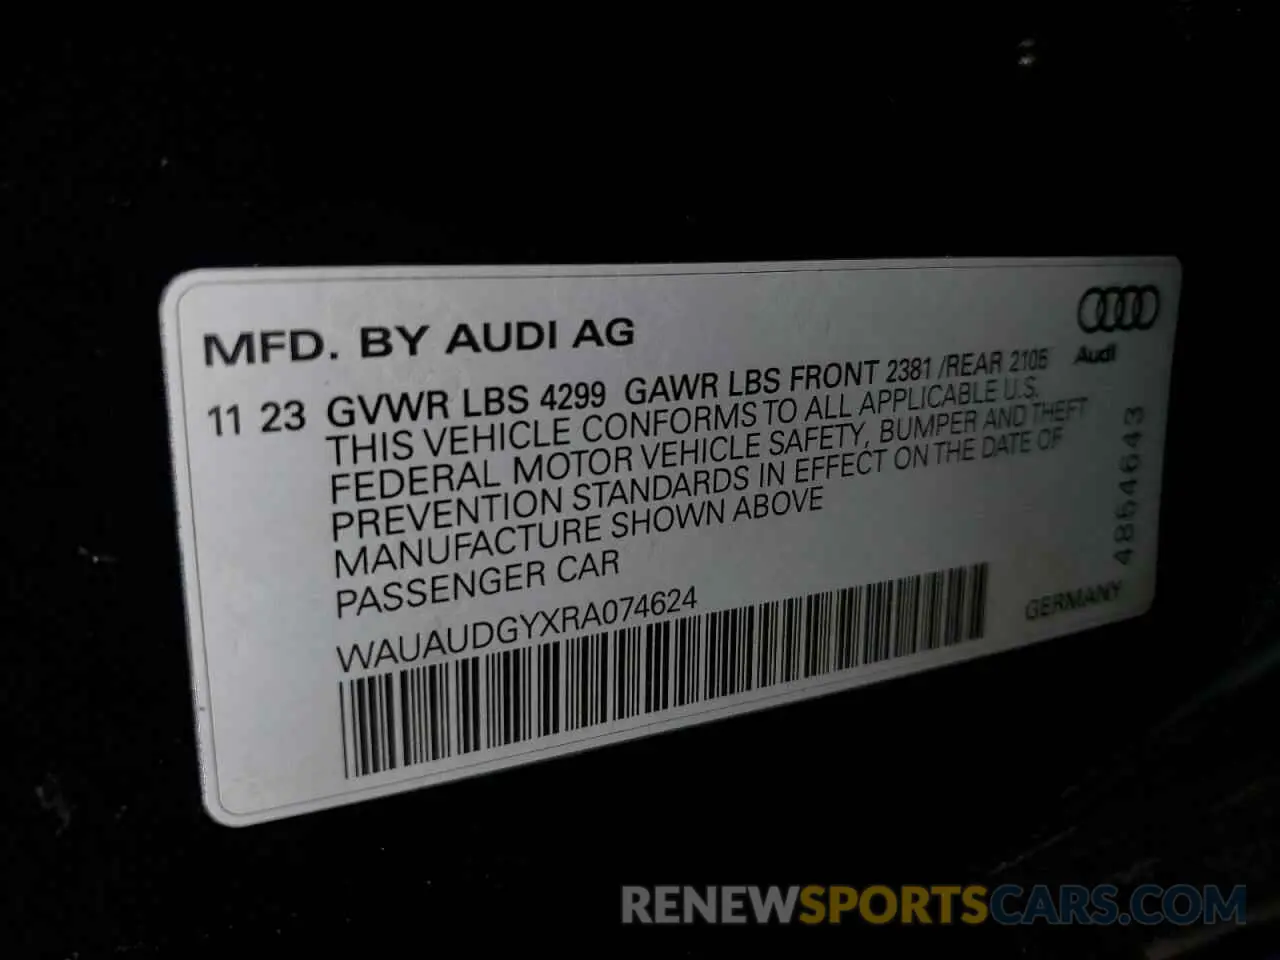 MFD. BY AUDI AG
Audi
11 23 GVWR LBS 4299 GAWR LBS FRONT 2381 /REAR 2105
THIS VEHICLE CONFORMS TO ALL APPLICABLE U.S.
FEDERAL MOTOR VEHICLE SAFETY, BUMPER AND THEFT
PREVENTION STANDARDS IN EFFECT ON THE DATE OF
MANUFACTURE SHOWN ABOVE
PASSENGER CAR
WAUAUDGYXRA074624
4854643
GERMANY
RENEWSPORTSCARS.COM